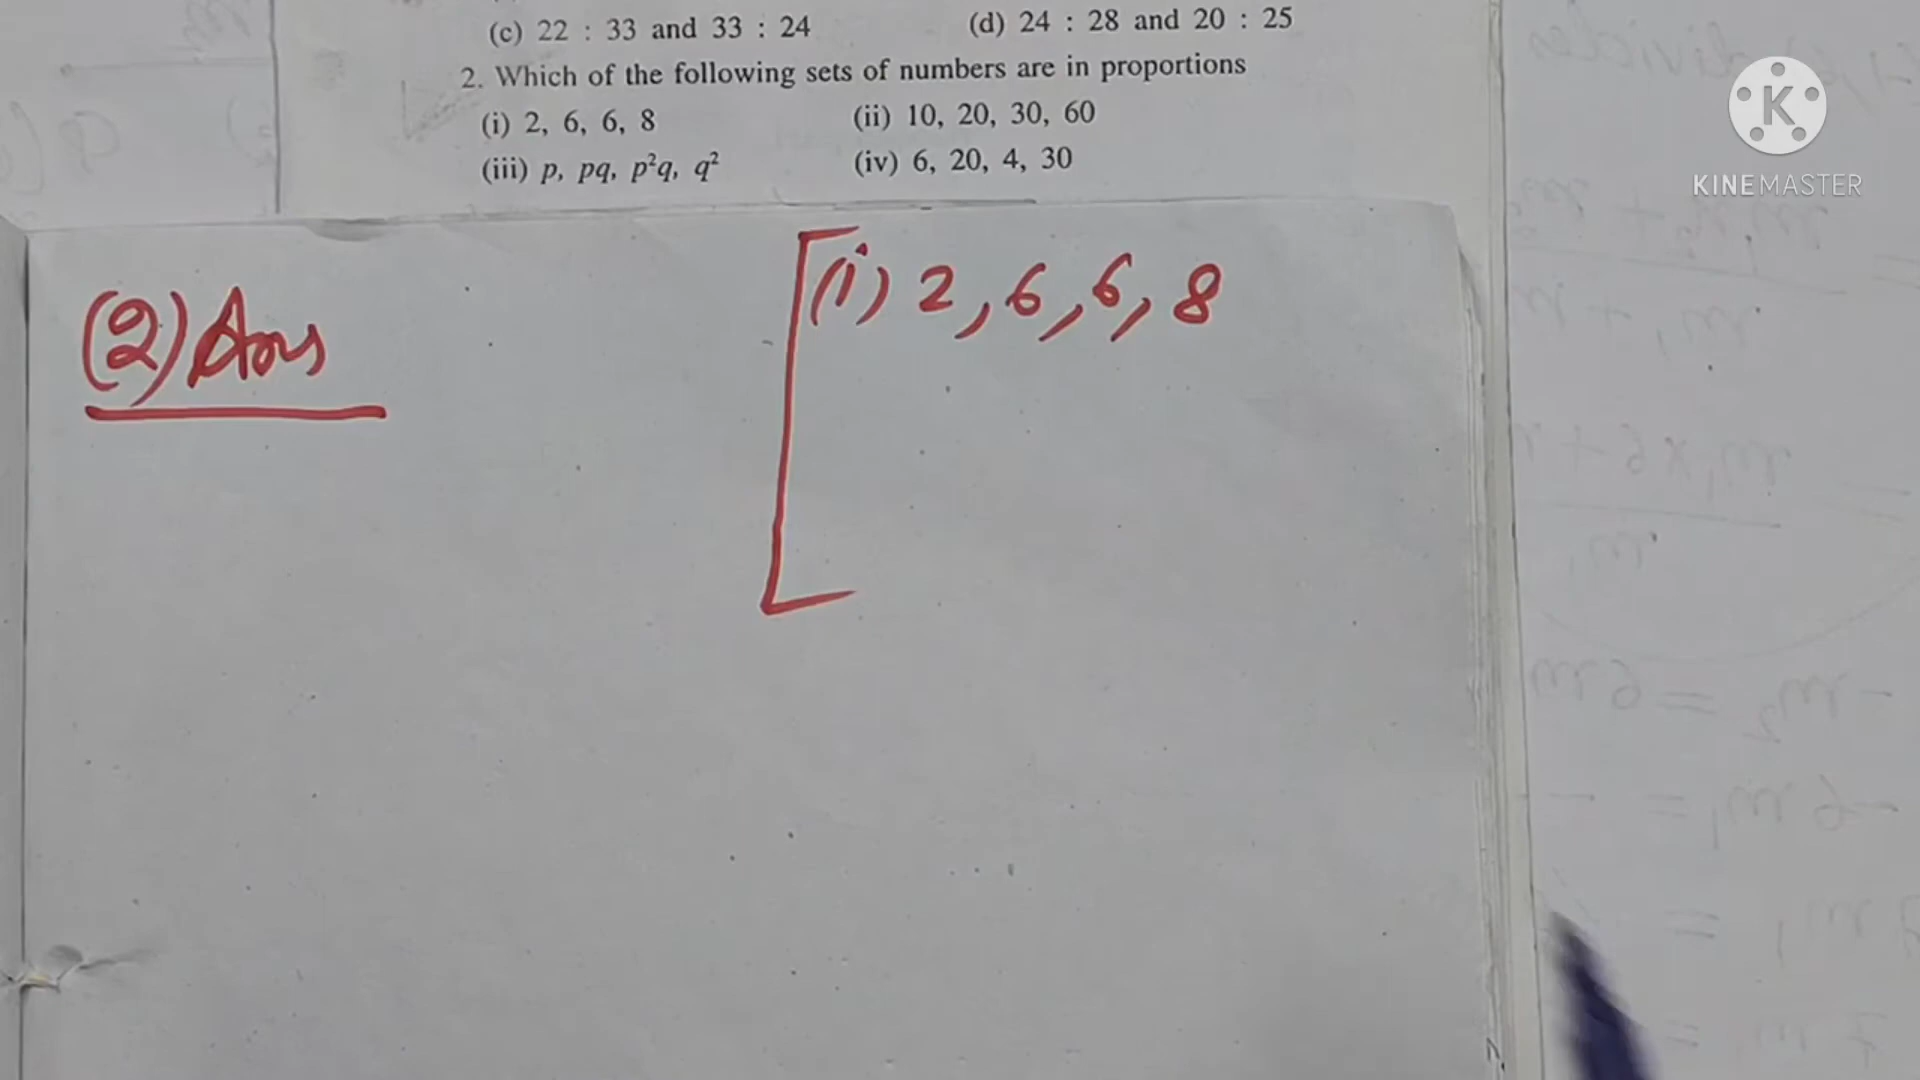 (c) 22 : 33 and 33 : 24 (d) 24 : 28 and 20 : 25
2. Which of the following sets of numbers are in proportions
(i) 2, 6, 6, 8 (ii) 10, 20, 30, 60
(iii) p, pq, p²q, q² (iv) 6, 20, 4, 30
KINEMASTER
(2) Ans
(i) 2, 6, 6, 8